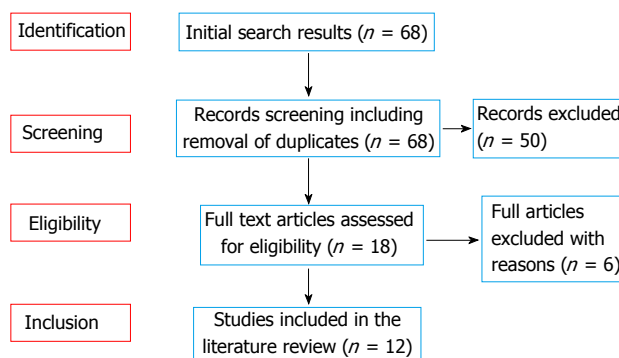 Identification
Initial search results (n = 68)
Screening
Records screening including
removal of duplicates (n = 68)
Records excluded
(n = 50)
Eligibility
Full text articles assessed
for eligibility (n = 18)
Full articles
excluded with
reasons (n = 6)
Inclusion
Studies included in the
literature review (n = 12)